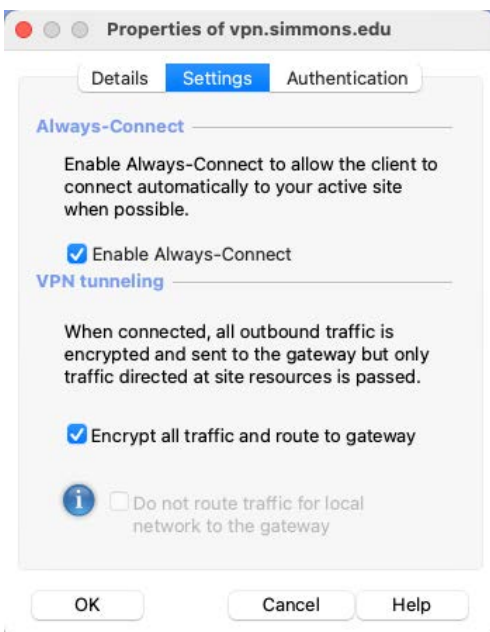 Properties of vpn.simmons.edu
Details Settings Authentication
Always-Connect
Enable Always-Connect to allow the client to
connect automatically to your active site
when possible.
Enable Always-Connect
VPN tunneling
When connected, all outbound traffic is
encrypted and sent to the gateway but only
traffic directed at site resources is passed.
Encrypt all traffic and route to gateway
Do not route traffic for local
network to the gateway
OK Cancel Help